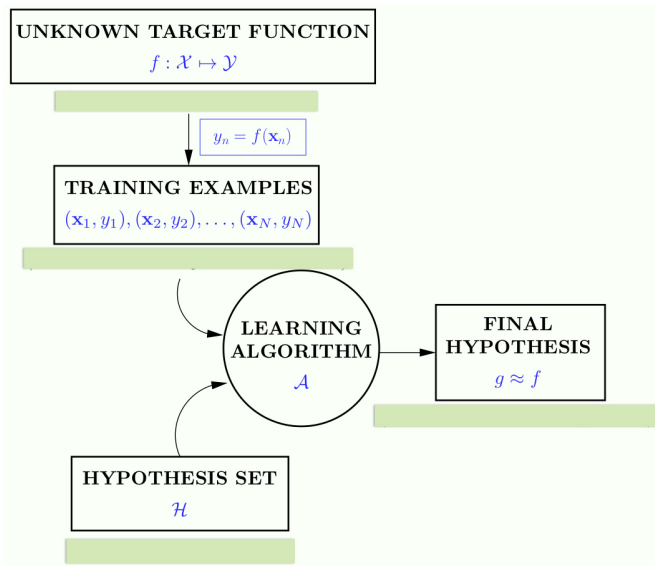 UNKNOWN TARGET FUNCTION
f : 𝒳 ↦ 𝒴
yₙ = f(𝐱ₙ)
TRAINING EXAMPLES
(𝐱₁, y₁), (𝐱₂, y₂), . . . , (𝐱_N, y_N)
LEARNING
ALGORITHM
𝒜
FINAL
HYPOTHESIS
g ≈ f
HYPOTHESIS SET
ℋ